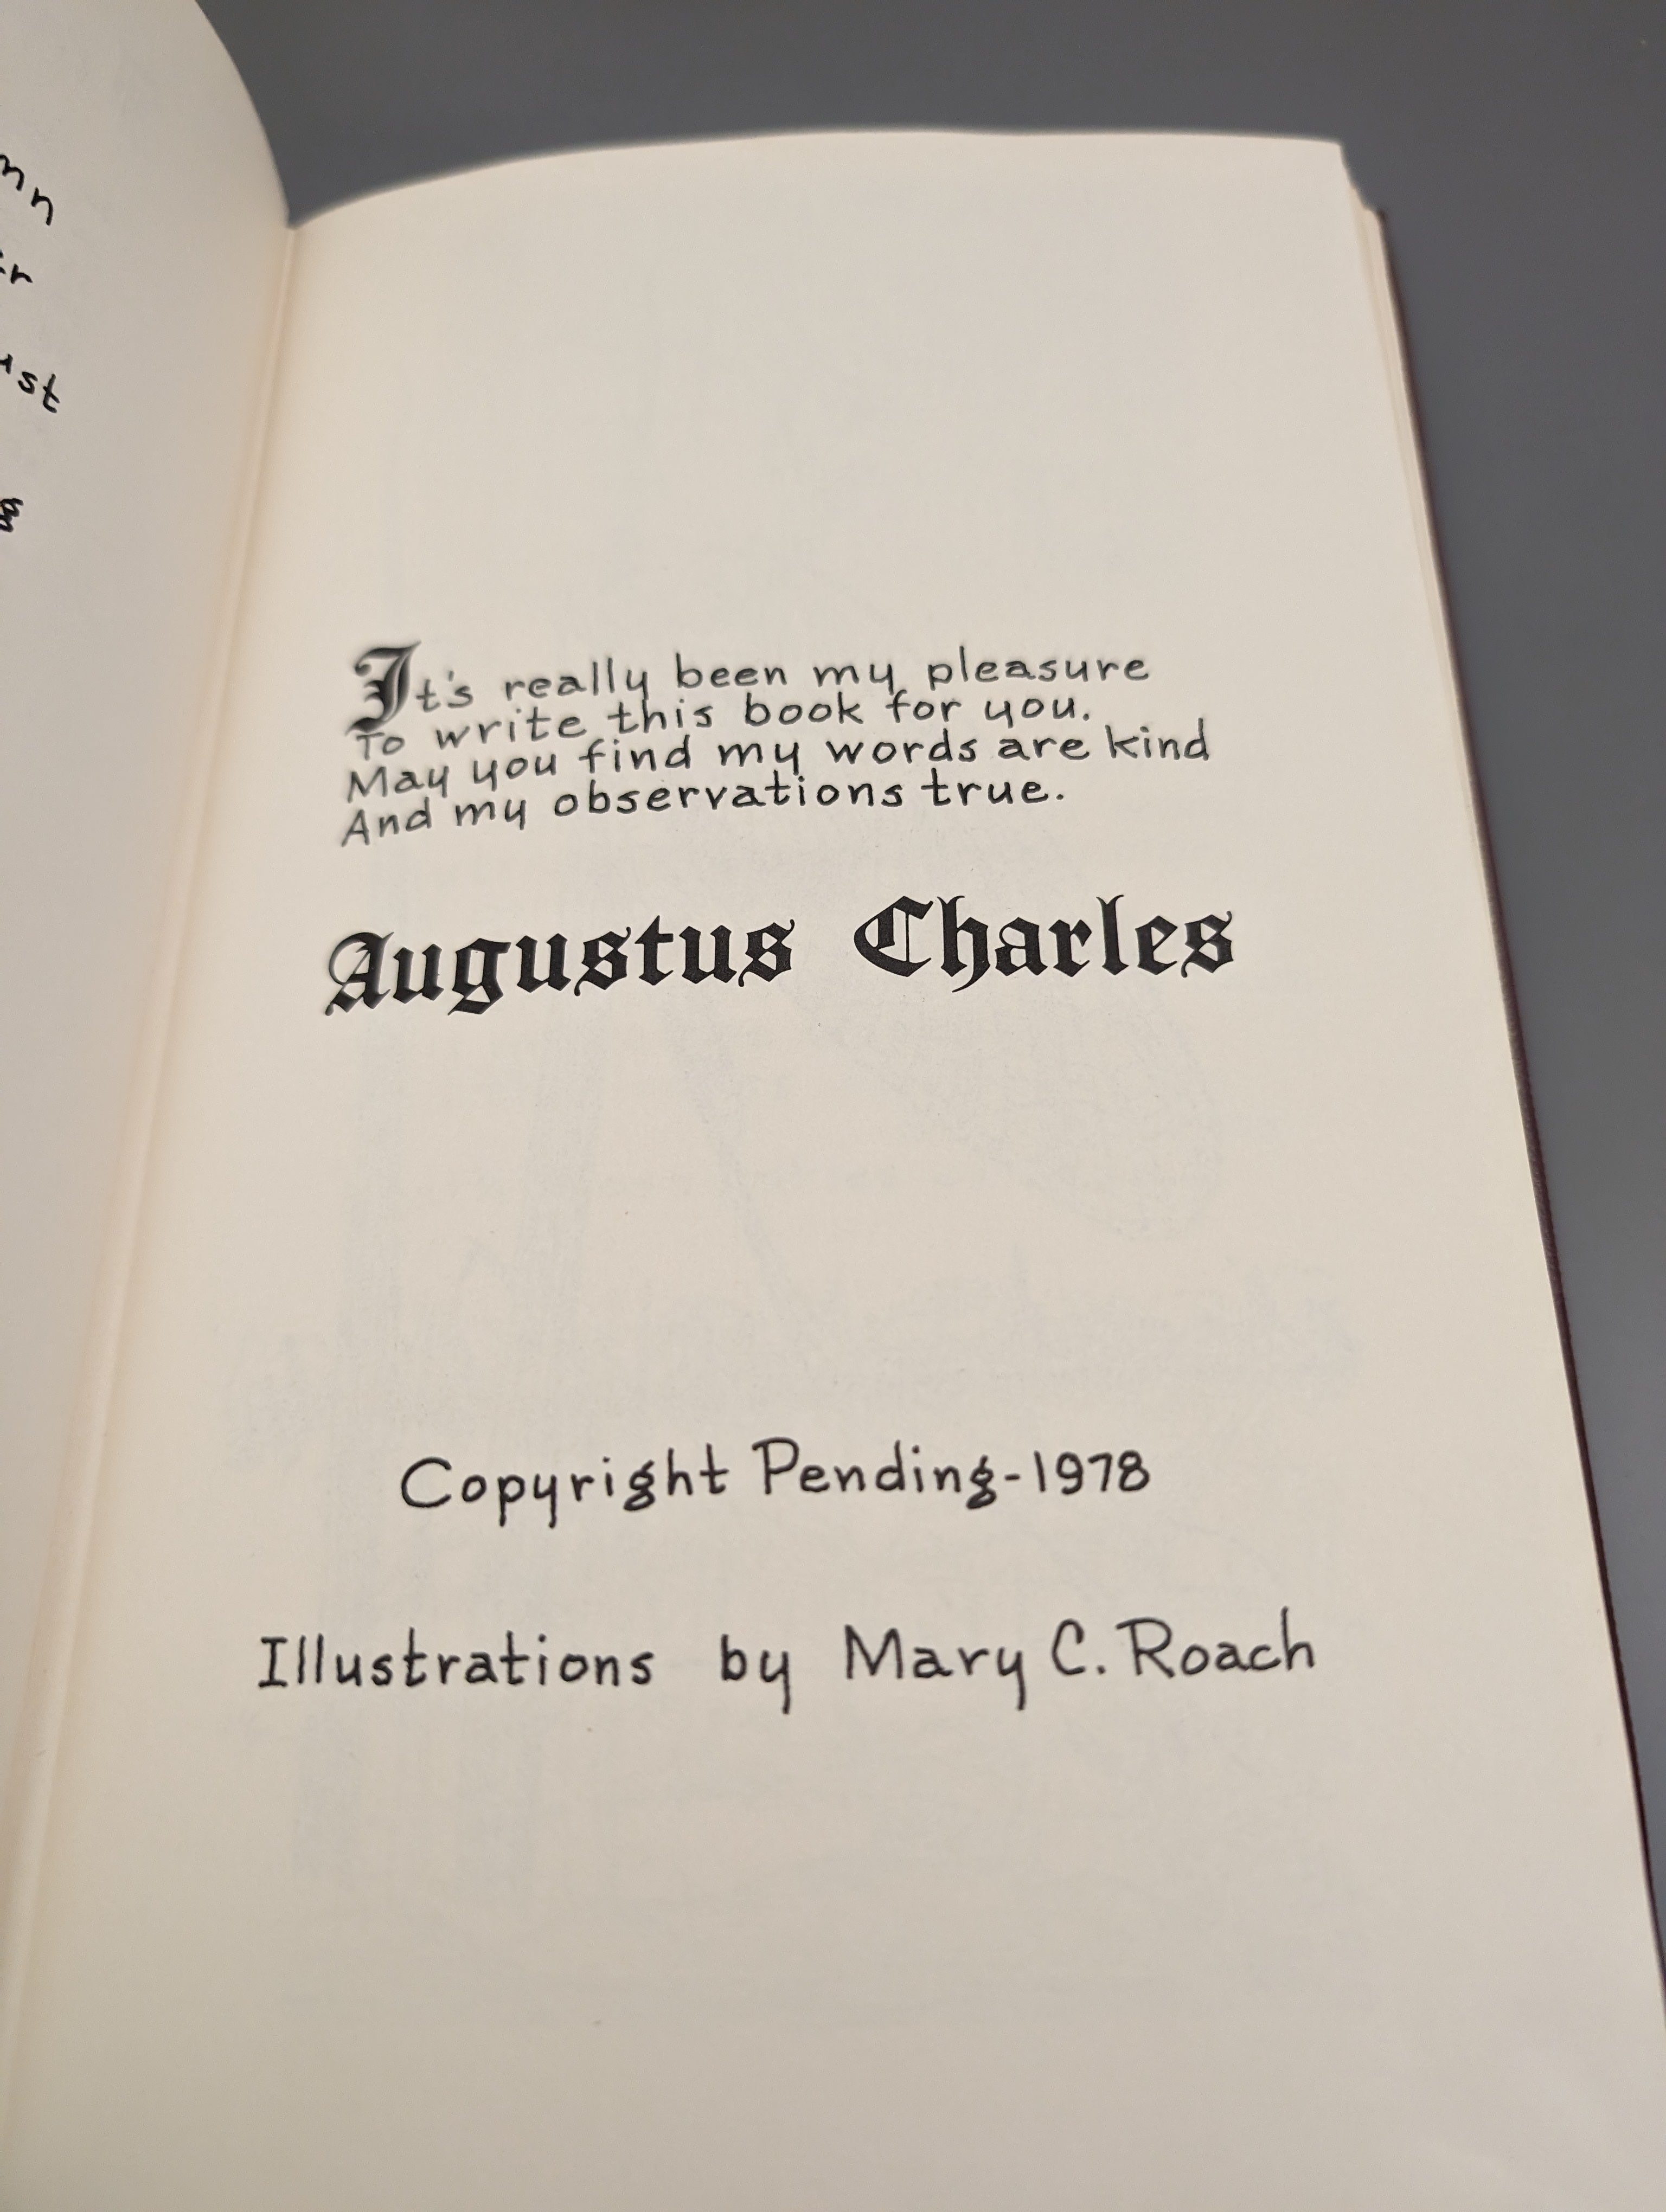 It's really been my pleasure
To write this book for you.
May you find my words are kind
And my observations true.
Augustus Charles
Copyright Pending-1978
Illustrations by Mary C. Roach